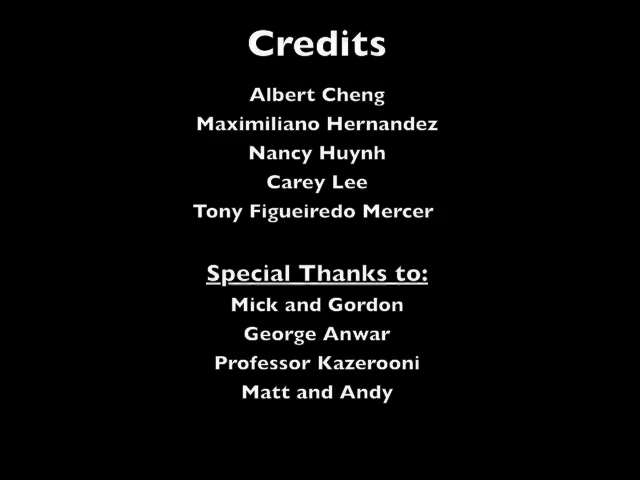 Credits
Albert Cheng
Maximiliano Hernandez
Nancy Huynh
Carey Lee
Tony Figueiredo Mercer
Special Thanks to:
Mick and Gordon
George Anwar
Professor Kazerooni
Matt and Andy